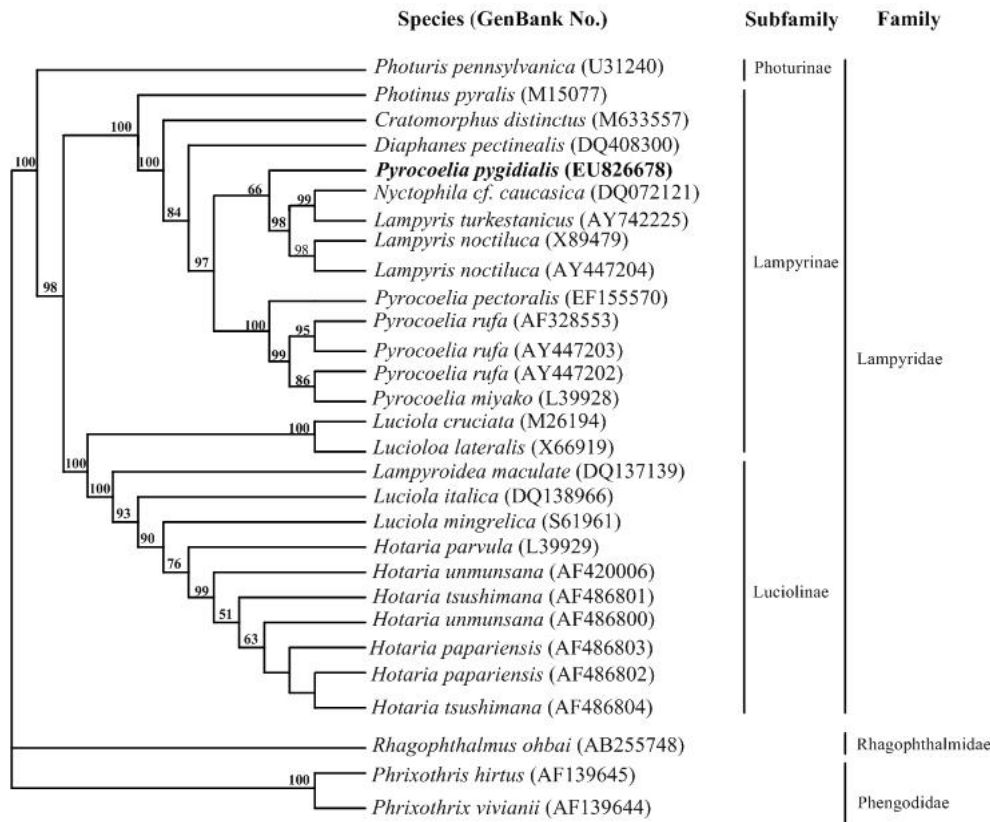 Species (GenBank No.) Subfamily Family
Photuris pennsylvanica (U31240)
Photurinae
Photinus pyralis (M15077)
100
Cratomorphus distinctus (M633557)
Diaphanes pectinealis (DQ408300)
100 100
Pyrocoelia pygidialis (EU826678)
66
Nyctophila cf. caucasica (DQ072121)
99
84
Lampyris turkestanicus (AY742225)
98
Lampyris noctiluca (X89479)
98
Lampyrinae
97
Lampyris noctiluca (AY447204)
98
Pyrocoelia pectoralis (EF155570)
Pyrocoelia rufa (AF328553)
100 95
Pyrocoelia rufa (AY447203)
99
Lampyridae
Pyrocoelia rufa (AY447202)
86
Pyrocoelia miyako (L39928)
Luciola cruciata (M26194)
100
Lucioloa lateralis (X66919)
100
Lampyroidea maculate (DQ137139)
100
Luciola italica (DQ138966)
93
Luciola mingrelica (S61961)
90
Hotaria parvula (L39929)
76
Hotaria unmunsana (AF420006)
99
Luciolinae
Hotaria tsushimana (AF486801)
51
Hotaria unmunsana (AF486800)
63
Hotaria papariensis (AF486803)
Hotaria papariensis (AF486802)
Hotaria tsushimana (AF486804)
Rhagophthalmus ohbai (AB255748)
Rhagophthalmidae
Phrixothris hirtus (AF139645)
100
Phengodidae
Phrixothrix vivianii (AF139644)